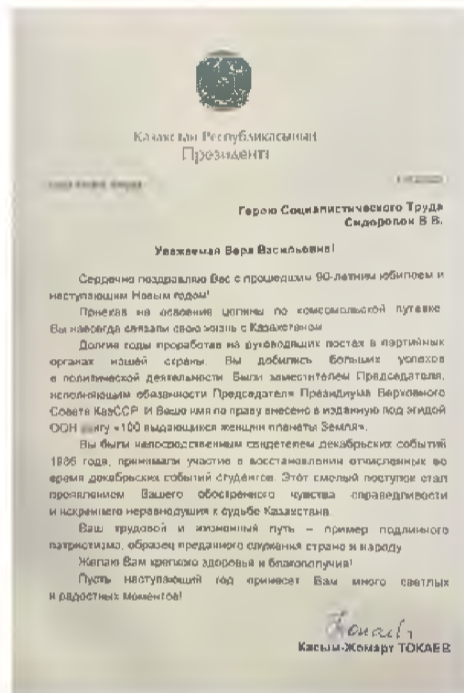 Казахстан Республикасынын
Президенті
Герою Социалистического Труда
Сидоровой В.В.
Уважаемая Вера Васильевна!
Сердечно поздравляю Вас с прошедшим 90-летним юбилеем и
наступающим Новым годом!
Приехав на освоение целины по комсомольской путевке
Вы навсегда связали свою жизнь с Казахстаном
Долгие годы проработав на руководящих постах в партийных
органах нашей страны, Вы добились больших успехов
в политической деятельности Были заместителем Председателя,
исполняющим обязанности Председателя Президиума Верховного
Совета КазССР. И Ваше имя по праву внесено в изданную под эгидой
ООН книгу «100 выдающихся женщин планеты Земля».
Вы были непосредственным свидетелем декабрьских событий
1986 года, принимали участие в восстановлении отчисленных во
время декабрьских событий студентов. Этот смелый поступок стал
проявлением Вашего обостренного чувства справедливости
и искреннего неравнодушия к судьбе Казахстана.
Ваш трудовой и жизненный путь – пример подлинного
патриотизма, образец преданного служения стране и народу
Желаю Вам крепкого здоровья и благополучия!
Пусть наступающий год принесет Вам много светлых
и радостных моментов!
Касым-Жомарт ТОКАЕВ